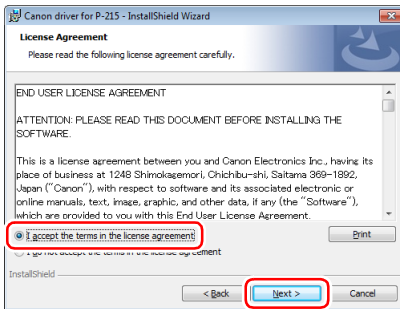 Canon driver for P-215 - InstallShield Wizard
License Agreement
Please read the following license agreement carefully.
END USER LICENSE AGREEMENT
ATTENTION: PLEASE READ THIS DOCUMENT BEFORE INSTALLING THE
SOFTWARE.
This is a license agreement between you and Canon Electronics Inc., having its
place of business at 1248 Shimokagemori, Chichibu-shi, Saitama 369-1892,
Japan ("Canon"), with respect to software and its associated electronic or
online manuals, text, image, graphic, and other data, if any (the "Software"),
which are provided to you with this End User License Agreement.
I accept the terms in the license agreement
Print
I do not accept the terms in the license agreement
InstallShield
< Back
Next >
Cancel